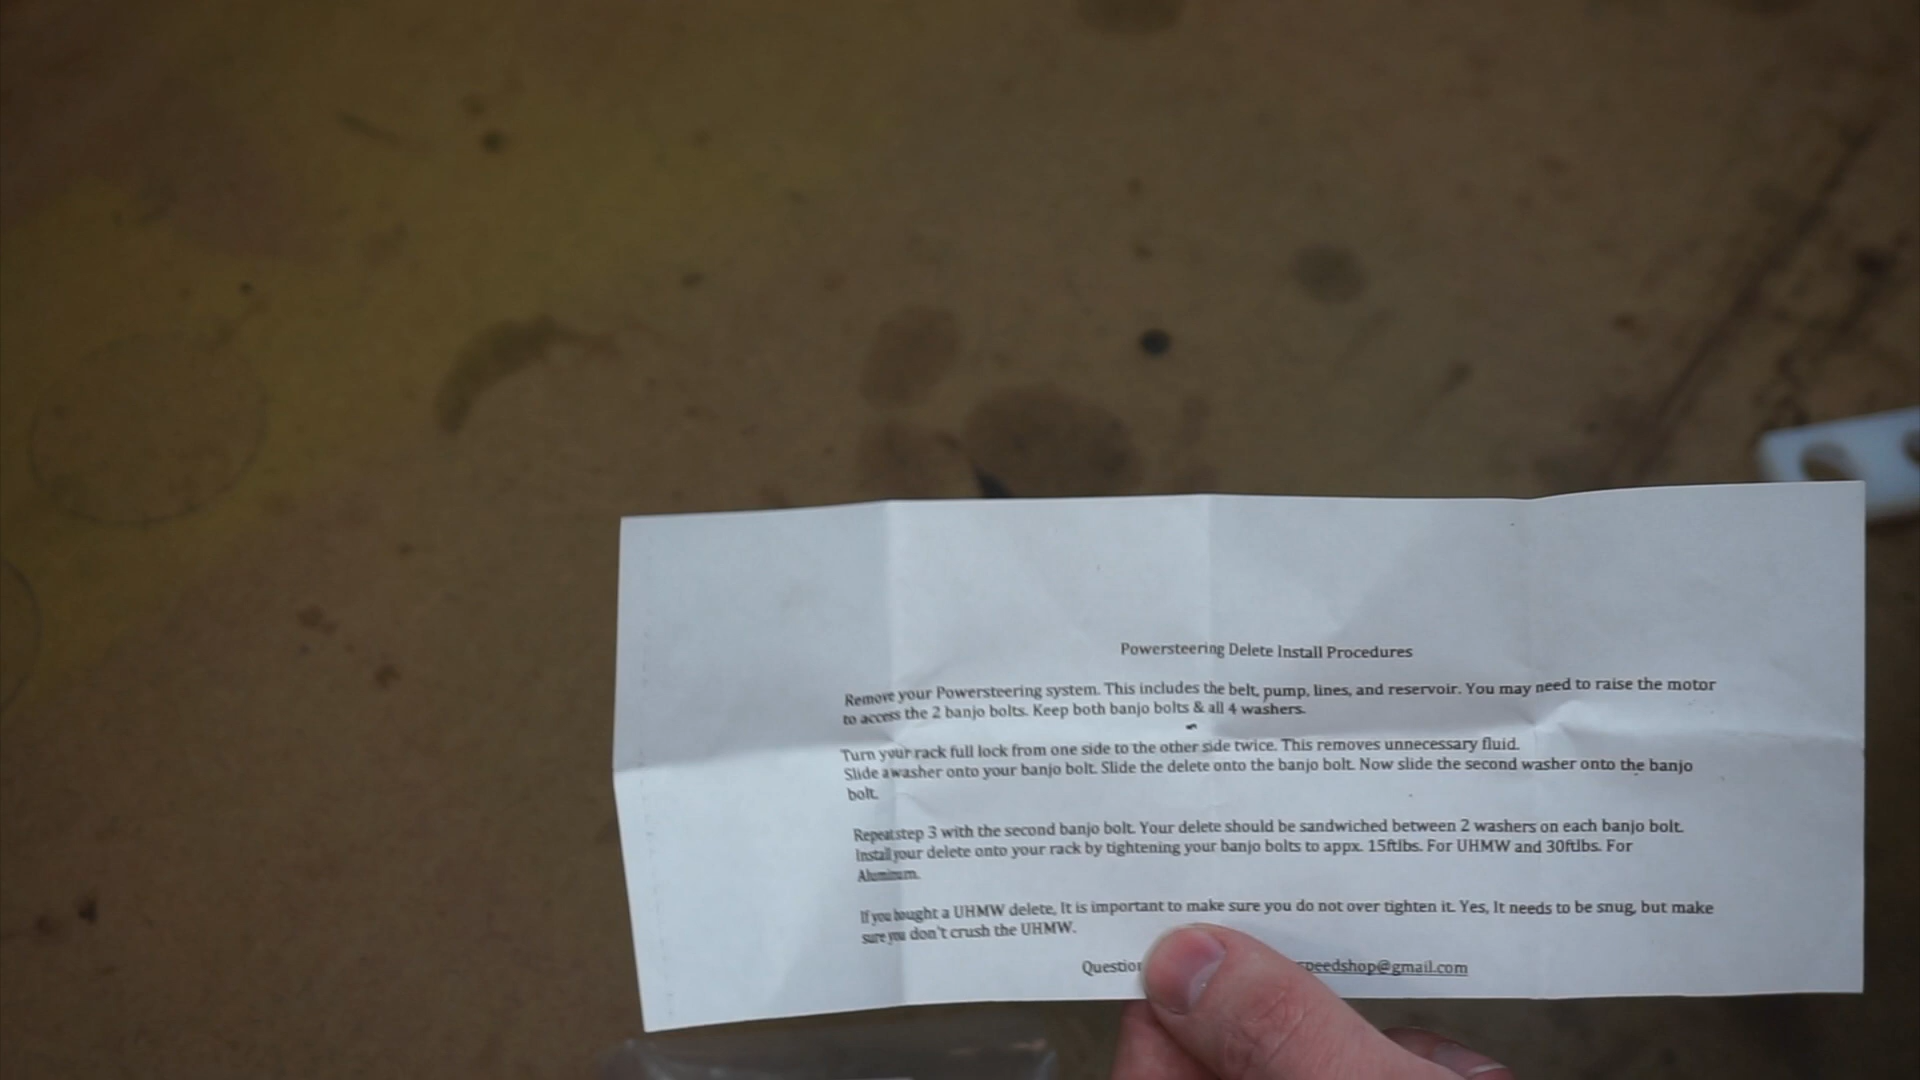 Powersteering Delete Install Procedures
Remove your Powersteering system. This includes the belt, pump, lines, and reservoir. You may need to raise the motor
to access the 2 banjo bolts. Keep both banjo bolts & all 4 washers.
Turn your rack full lock from one side to the other side twice. This removes unnecessary fluid.
Slide a washer onto your banjo bolt. Slide the delete onto the banjo bolt. Now slide the second washer onto the banjo
bolt.
Repeat step 3 with the second banjo bolt. Your delete should be sandwiched between 2 washers on each banjo bolt.
Install your delete onto your rack by tightening your banjo bolts to appx. 15ftlbs. For UHMW and 30ftlbs. For
Aluminum.
If you bought a UHMW delete, It is important to make sure you do not over tighten it. Yes, It needs to be snug, but make
sure you don't crush the UHMW.